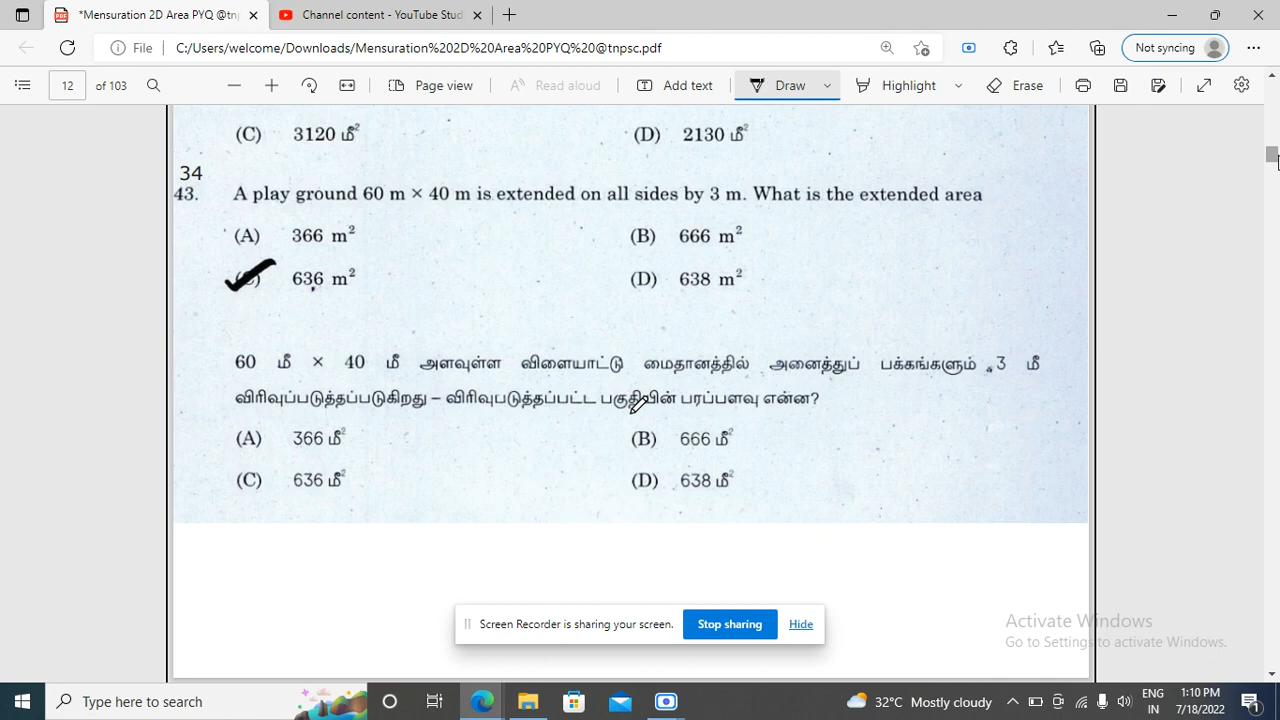 *Mensuration 2D Area PYQ @tnp
Channel content - YouTube Stud
File
C:/Users/welcome/Downloads/Mensuration%202D%20Area%20PYQ%20@tnpsc.pdf
Not syncing
12 of 103
Page view
Read aloud
Add text
Draw
Highlight
Erase
(C) 3120 மீ²
(D) 2130 மீ²
34
43. A play ground 60 m × 40 m is extended on all sides by 3 m. What is the extended area
(A) 366 m²
(B) 666 m²
636 m²
(D) 638 m²
60 மீ × 40 மீ அளவுள்ள விளையாட்டு மைதானத்தில் அனைத்துப் பக்கங்களும் 3 மீ
விரிவுப்படுத்தப்படுகிறது – விரிவுபடுத்தப்பட்ட பகுதியின் பரப்பளவு என்ன?
(A) 366 மீ²
(B) 666 மீ²
(C) 636 மீ²
(D) 638 மீ²
Screen Recorder is sharing your screen.
Stop sharing
Hide
Activate Windows
Go to Settings to activate Windows.
Type here to search
32°C Mostly cloudy
ENG
IN
1:10 PM
7/18/2022
1